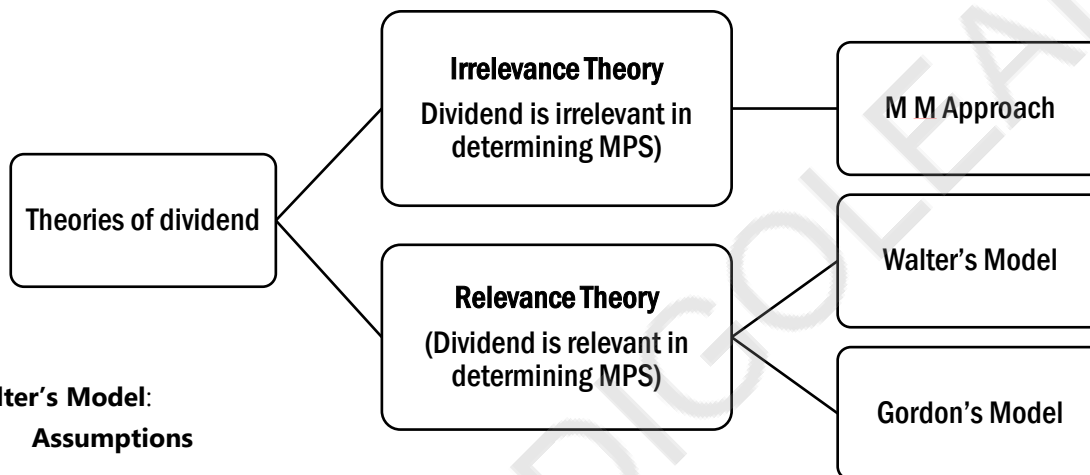 Theories of dividend
Irrelevance Theory
Dividend is irrelevant in
determining MPS)
M M Approach
Relevance Theory
(Dividend is relevant in
determining MPS)
Walter's Model
Gordon's Model
lter’s Model:
Assumptions
DIGOLEA